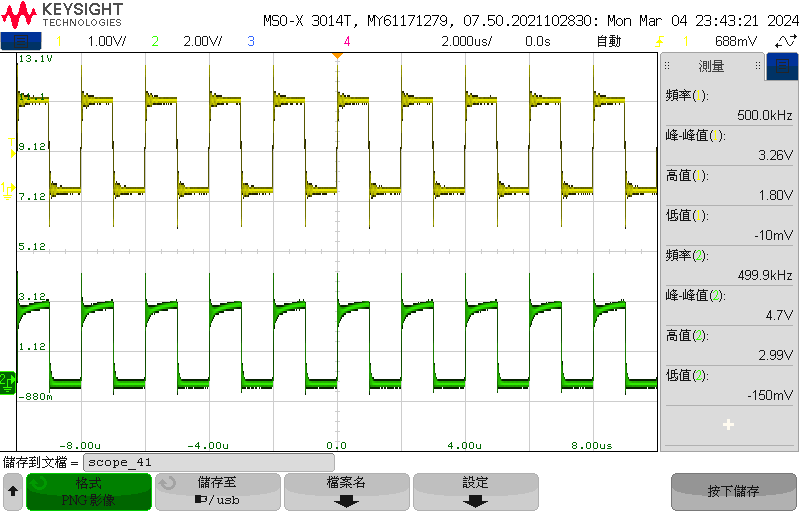 KEYSIGHT
TECHNOLOGIES
MSO-X 3014T, MY61171279, 07.50.2021102830: Mon Mar 04 23:43:21 2024
1 1.00V/ 2 2.00V/ 3 4 2.000us/ 0.0s 自動 1 688mV
13.1V
9.12
7.12
5.12
3.12
1.12
-880m
-8.00u -4.00u 0.0 4.00u 8.00us
測量
頻率(1):
500.0kHz
峰-峰值( ):
3.26V
高值(1):
1.80V
低值(1):
-10mV
頻率(2):
499.9kHz
峰-峰值(2):
4.7V
高值(2):
2.99V
低值(2):
-150mV
儲存到文檔 = scope_41
格式
PNG 影像
儲存至
/usb
檔案名
設定
按下儲存